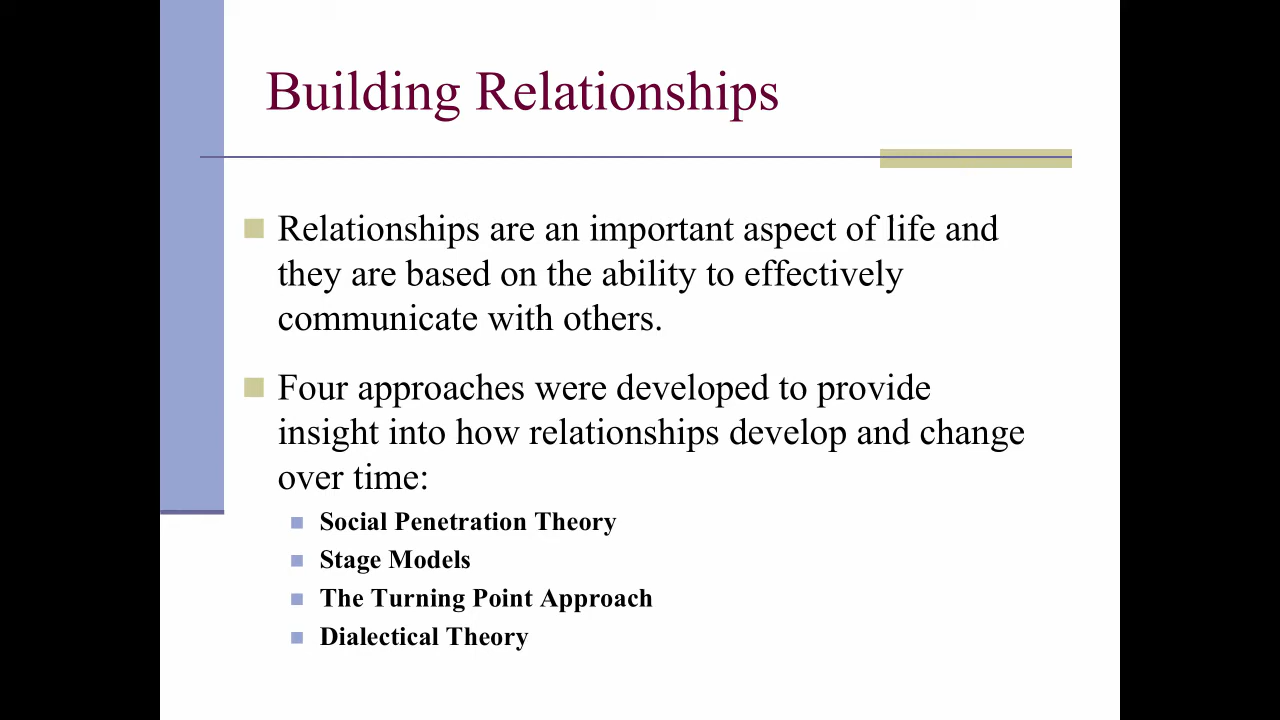 Building Relationships
Relationships are an important aspect of life and
they are based on the ability to effectively
communicate with others.
Four approaches were developed to provide
insight into how relationships develop and change
over time:
Social Penetration Theory
Stage Models
The Turning Point Approach
Dialectical Theory